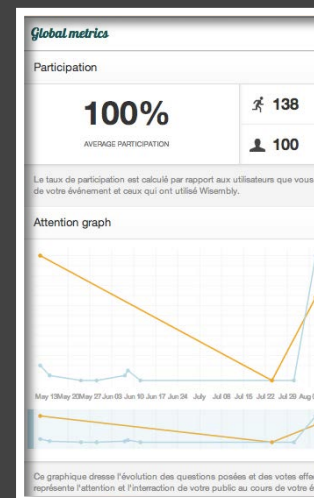 Global metrics
Participation
100%
AVERAGE PARTICIPATION
138
100
Le taux de participation est calculé par rapport aux utilisateurs que vous
de votre événement et ceux qui ont utilisé Wisembly.
Attention graph
May 13 May 20 May 27 Jun 03 Jun 10 Jun 17 Jun 24 July Jul 08 Jul 15 Jul 22 Jul 29 Aug
Ce graphique dresse l'évolution des questions posées et des votes effe
représente l'attention et l'interaction de votre public au cours de votre é